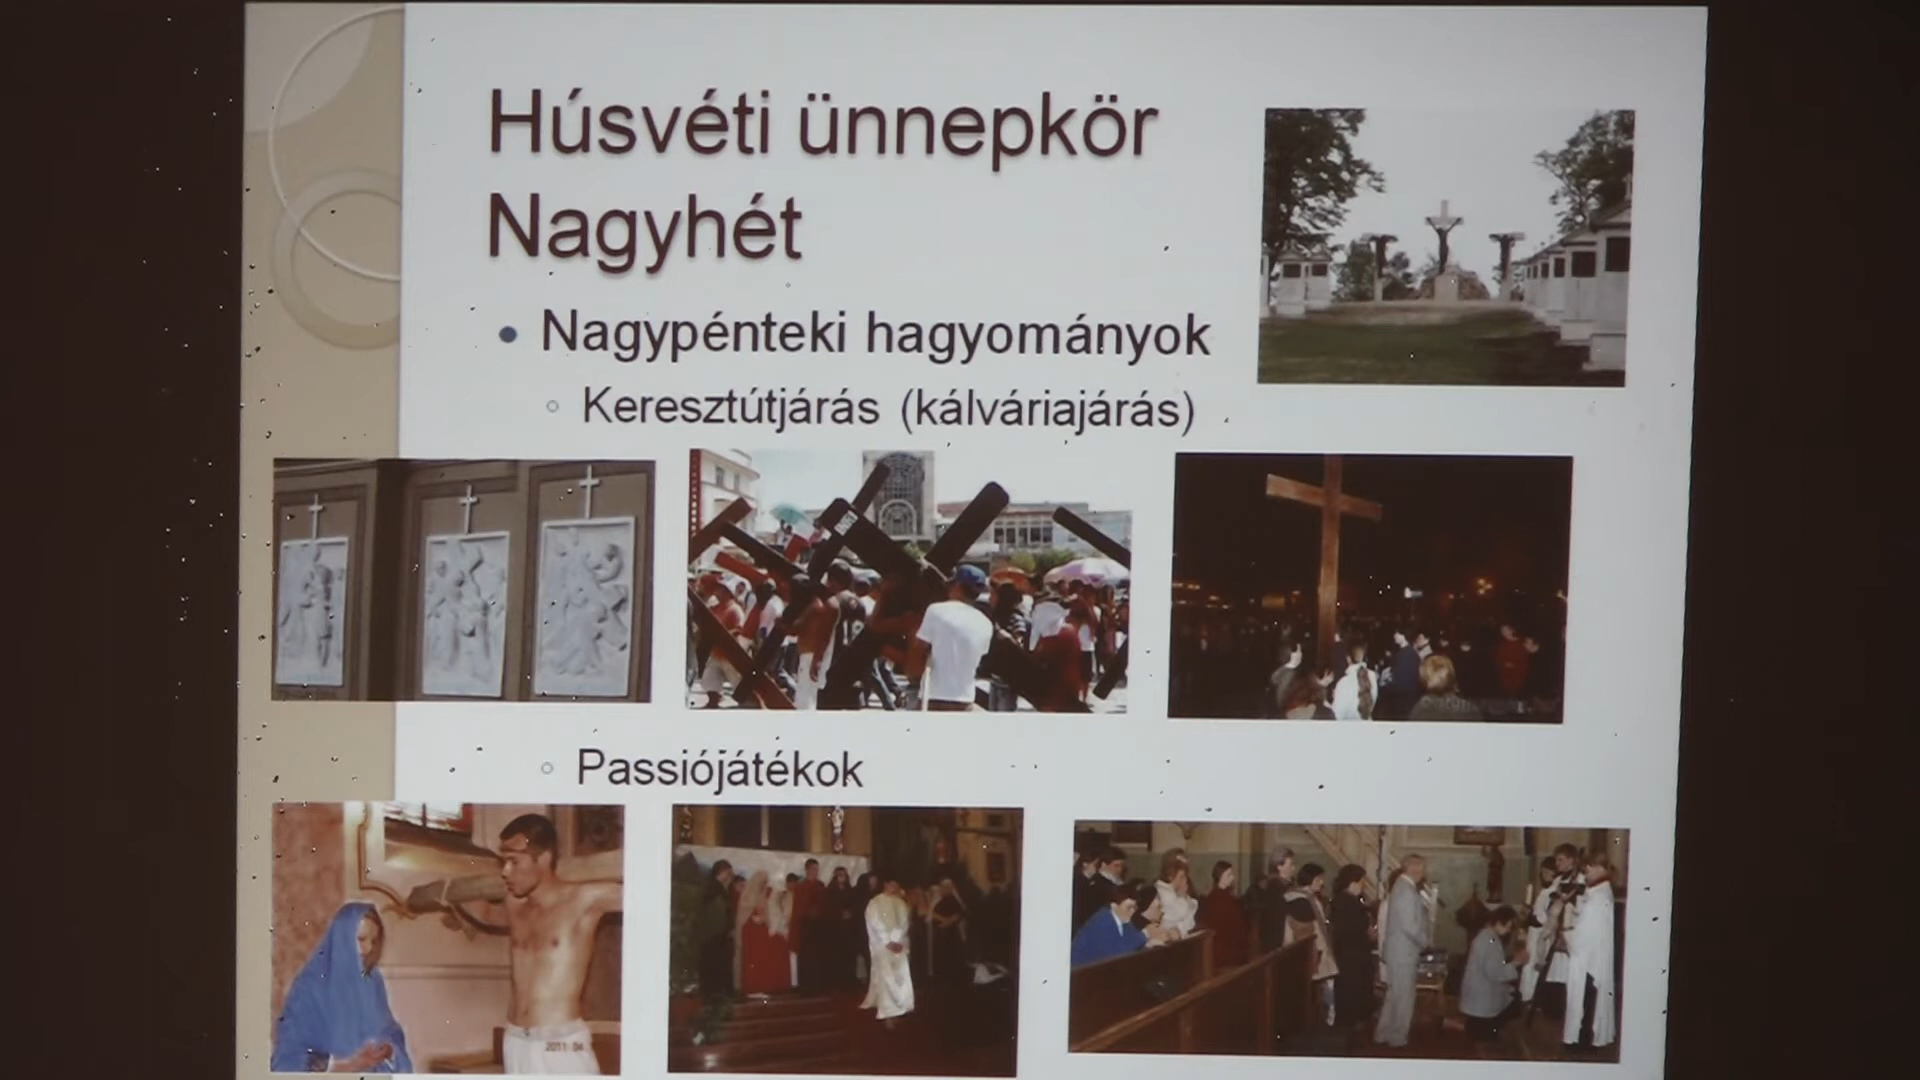 Húsvéti ünnepkör
Nagyhét
Nagypénteki hagyományok
Keresztútjárás (kálváriajárás)
Passiójátékok